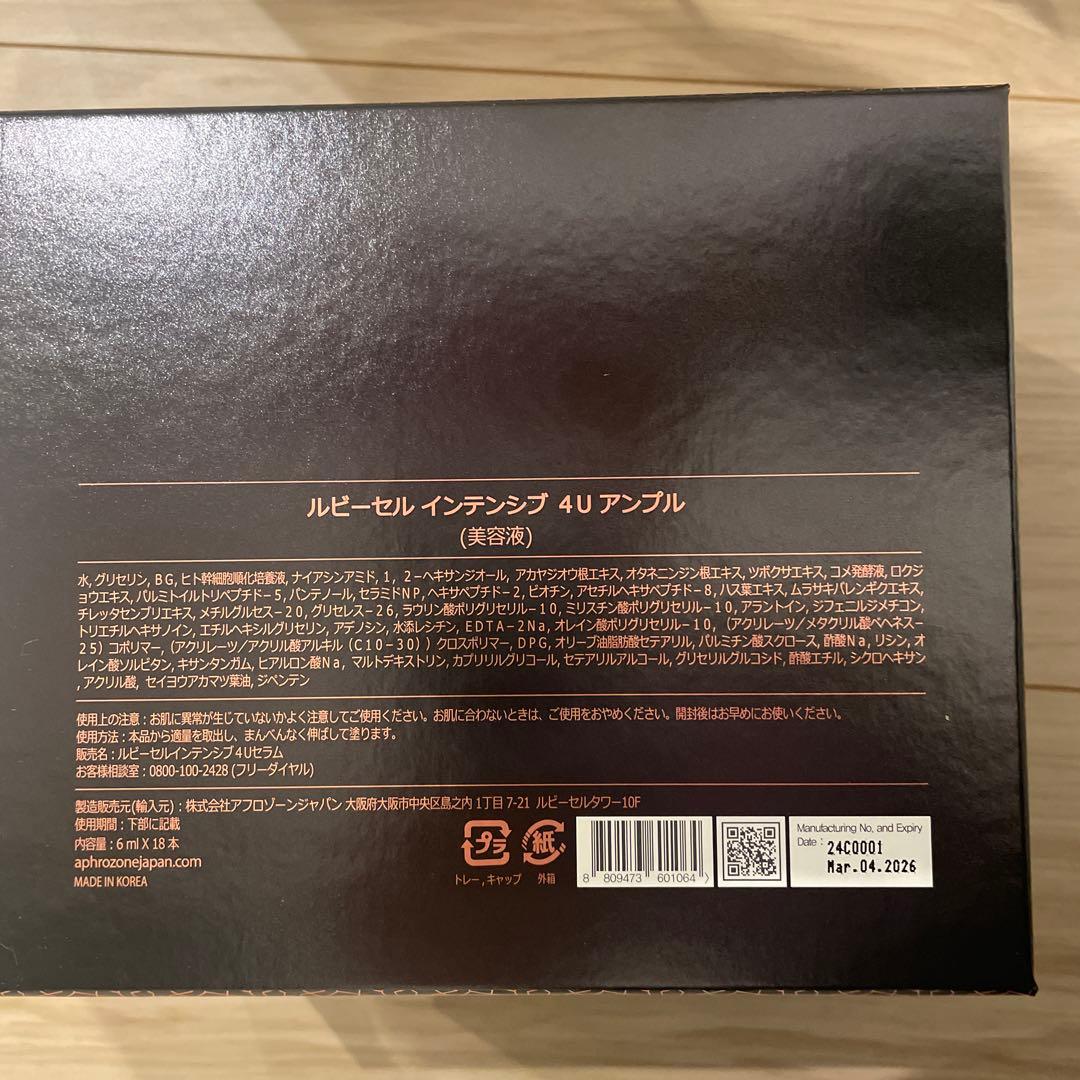 ルビーセル インテンシブ 4U アンプル
(美容液)
水, グリセリン, BG, ヒト幹細胞順化培養液, ナイアシンアミド, 1, 2-ヘキサンジオール, アカヤジオウ根エキス, オタネニンジン根エキス, ツボクサエキス, コメ発酵液, ロクジ
ョウエキス, パルミトイルトリペプチド-5, パンテノール, セラミドNP, ヘキサペプチド-2, ビオチン, アセチルヘキサペプチド-8, ハス葉エキス, ムラサキバレンギクエキス,
チレッタセンブリエキス, メチルグルセス-20, グリセレス-26, ラウリン酸ポリグリセリル-10, ミリスチン酸ポリグリセリル-10, アラントイン, ジフェニルジメチコン,
トリエチルヘキサノイン, エチルヘキシルグリセリン, アデノシン, 水添レシチン, EDTA-2Na, オレイン酸ポリグリセリル-10, (アクリレーツ/メタクリル酸ベヘネス-
25) コポリマー, (アクリレーツ/アクリル酸アルキル (C10-30)) クロスポリマー, DPG, オリーブ油脂肪酸セテアリル, パルミチン酸スクロース, 酢酸Na, リシン, オ
レイン酸ソルビタン, キサンタンガム, ヒアルロン酸Na, マルトデキストリン, カプリリルグリコール, セテアリルアルコール, グリセリルグルコシド, 酢酸エチル, シクロヘキサン
, アクリル酸, セイヨウアカマツ葉油, ジペンテン
使用上の注意 : お肌に異常が生じていないかよく注意してご使用ください。お肌に合わないときは、ご使用をおやめください。開封後はお早めにお使いください。
使用方法 : 本品から適量を取出し、まんべんなく伸ばして塗ります。
販売名 : ルビーセルインテンシブ4Uセラム
お客様相談室 : 0800-100-2428 (フリーダイヤル)
製造販売元(輸入元) : 株式会社アフロゾーンジャパン 大阪府大阪市中央区島之内 1丁目 7-21 ルビーセルタワー10F
使用期間 : 下部に記載
内容量 : 6 ml X 18 本
aphrozonejapan.com
MADE IN KOREA
プラ
トレー, キャップ
紙
外箱
8 809473 601064 >
Manufacturing No. and Expiry
Date : 24C0001
Mar.04.2026